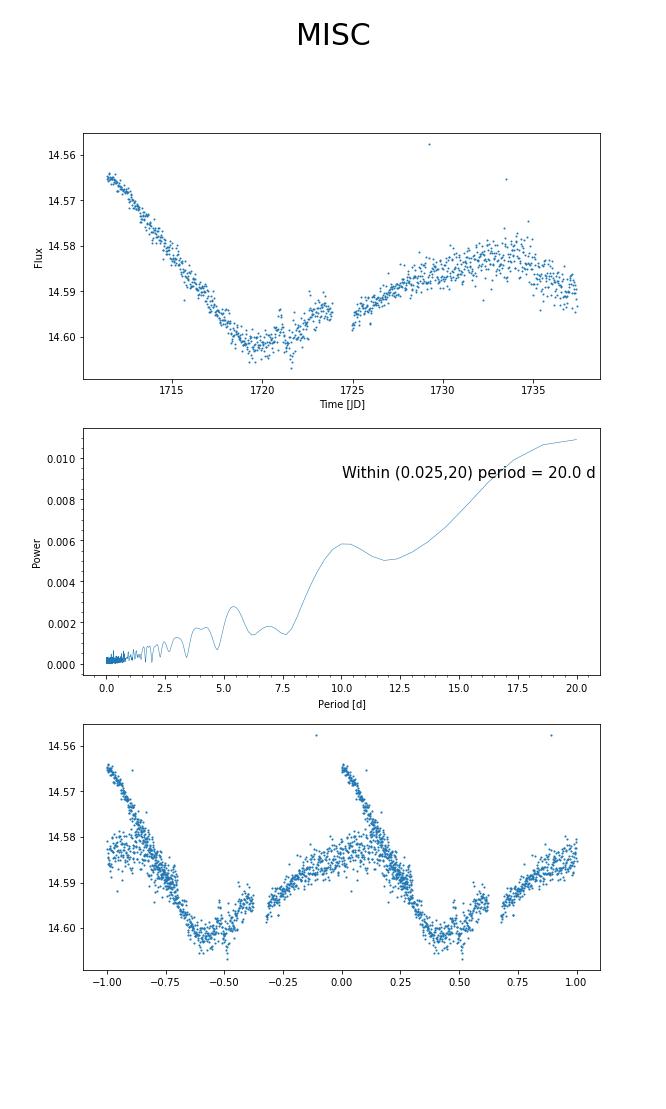 MISC
14.56
14.57
14.58
14.59
14.60
Flux
1715 1720 1725 1730 1735
Time [JD]
0.010
0.008
0.006
0.004
0.002
0.000
Power
Within (0.025,20) period = 20.0 d
0.0 2.5 5.0 7.5 10.0 12.5 15.0 17.5 20.0
Period [d]
14.56
14.57
14.58
14.59
14.60
−1.00 −0.75 −0.50 −0.25 0.00 0.25 0.50 0.75 1.00